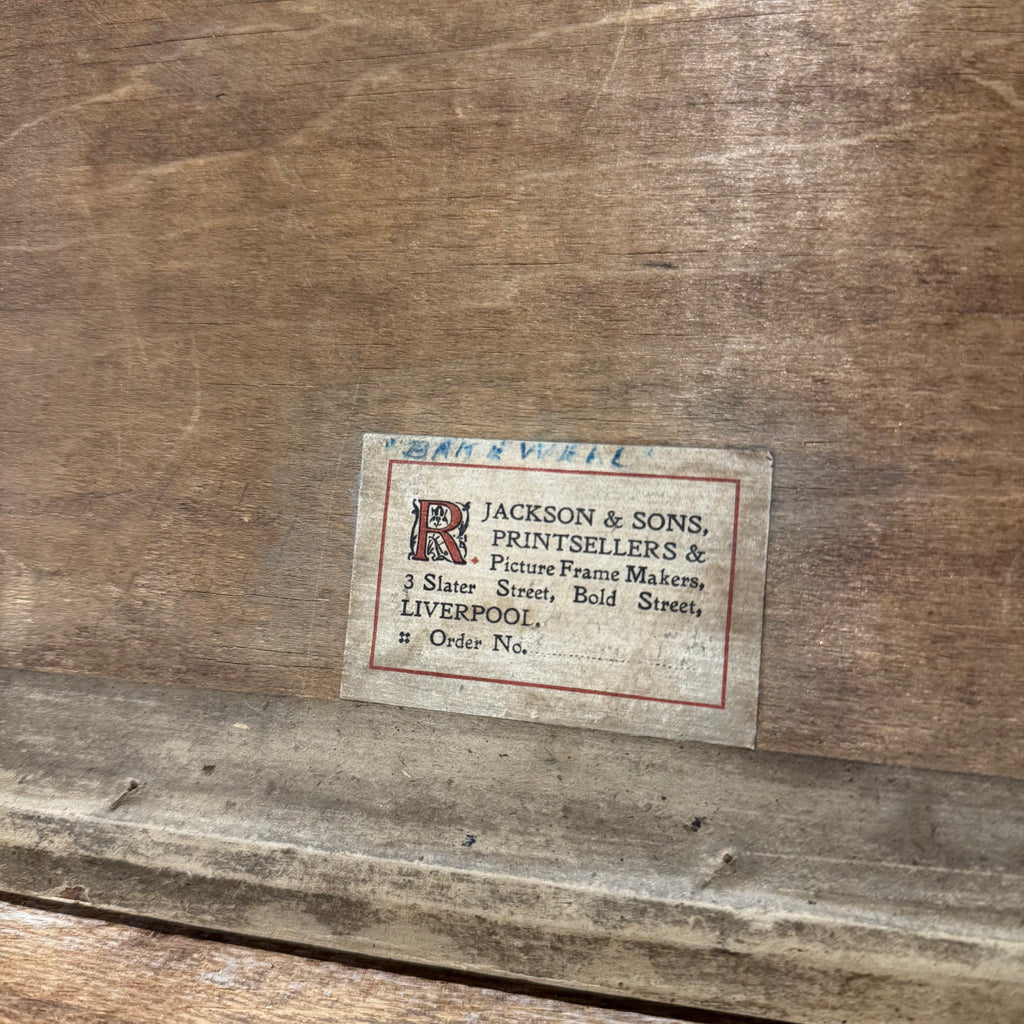 "BAKEWELL"
R. JACKSON & SONS,
PRINTSELLERS &
Picture Frame Makers,
3 Slater Street, Bold Street,
LIVERPOOL.
Order No.